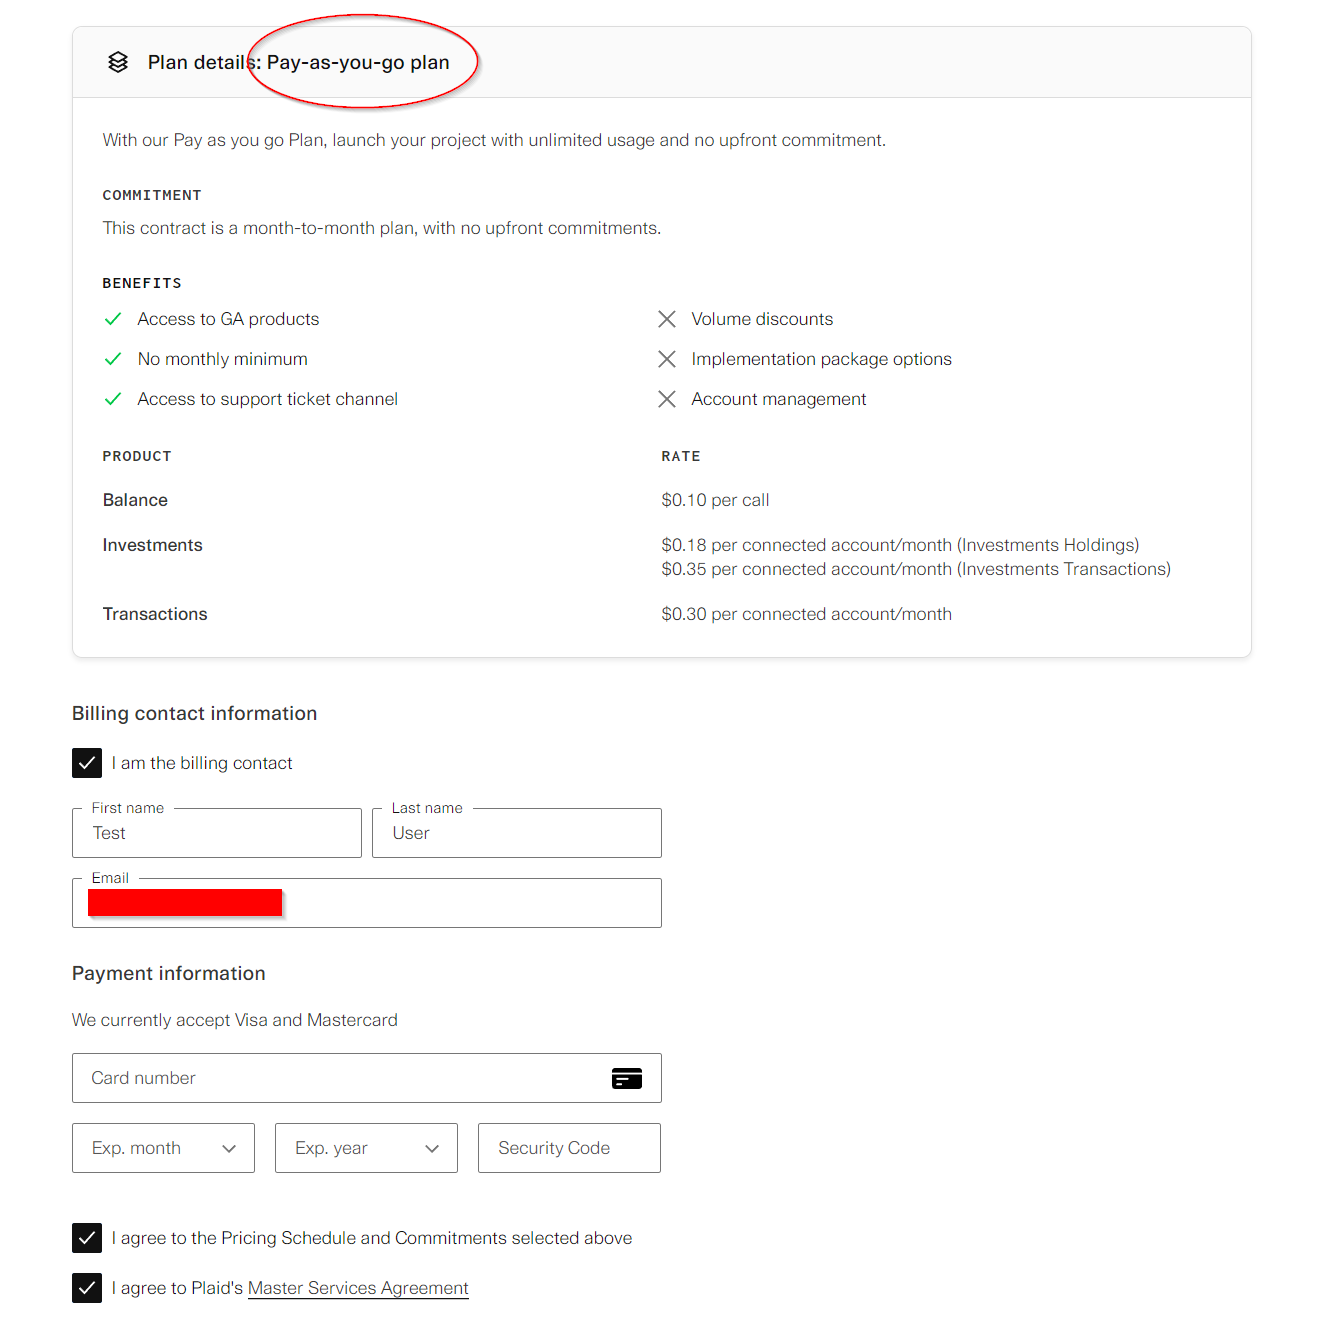 Plan details: Pay-as-you-go plan
With our Pay as you go Plan, launch your project with unlimited usage and no upfront commitment.
COMMITMENT
This contract is a month-to-month plan, with no upfront commitments.
BENEFITS
Access to GA products
Volume discounts
No monthly minimum
Implementation package options
Access to support ticket channel
Account management
PRODUCT RATE
Balance $0.10 per call
Investments $0.18 per connected account/month (Investments Holdings)
$0.35 per connected account/month (Investments Transactions)
Transactions $0.30 per connected account/month
Billing contact information
I am the billing contact
First name
Test
Last name
User
Email
Payment information
We currently accept Visa and Mastercard
Card number
Exp. month
Exp. year
Security Code
I agree to the Pricing Schedule and Commitments selected above
I agree to Plaid's Master Services Agreement